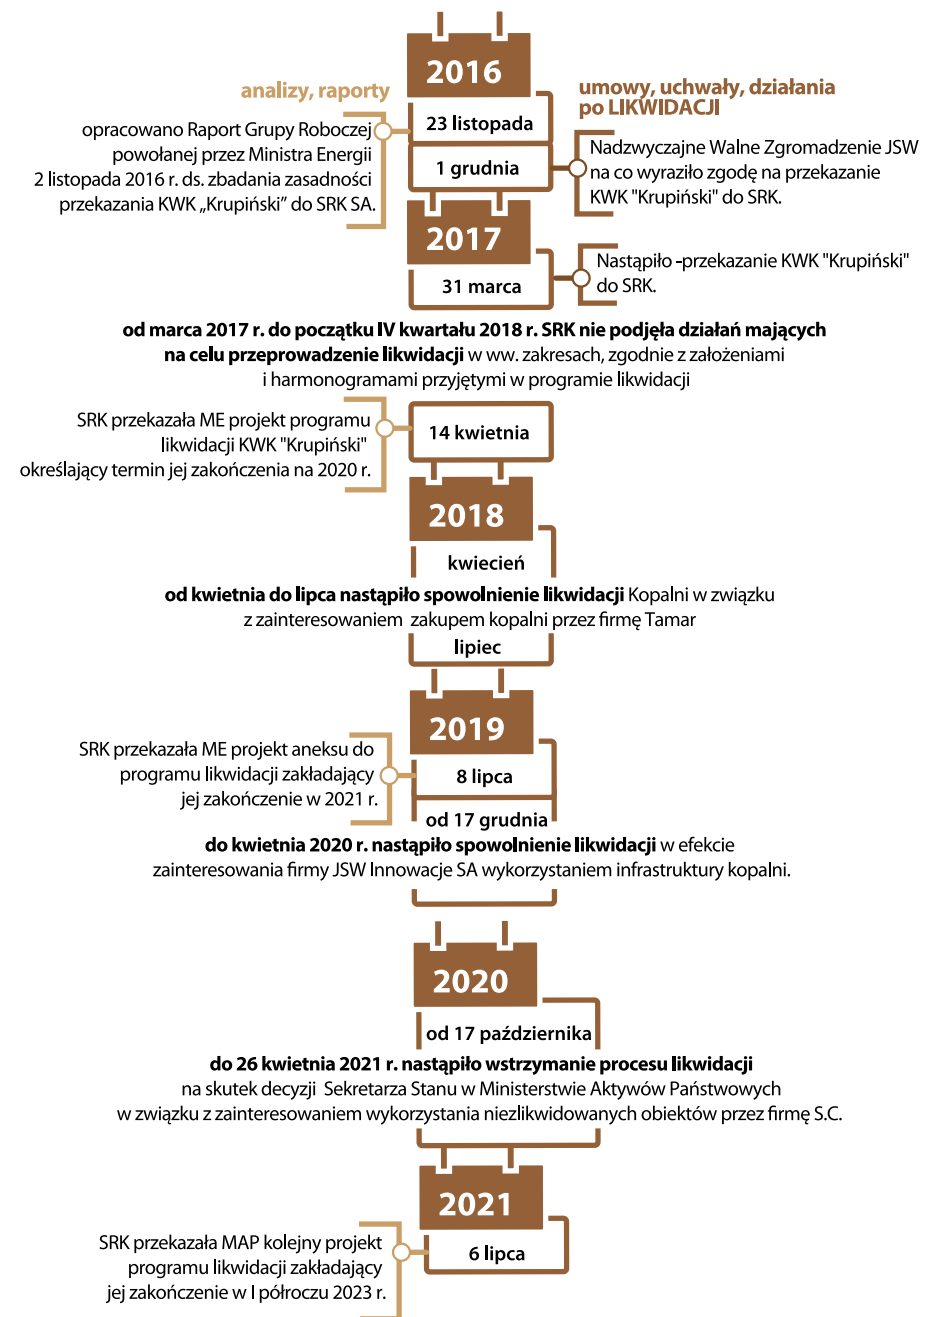 2016
analizy, raporty
umowy, uchwały, działania
po LIKWIDACJI
23 listopada
opracowano Raport Grupy Roboczej
powołanej przez Ministra Energii
2 listopada 2016 r. ds. zbadania zasadności
przekazania KWK „Krupiński” do SRK SA.
1 grudnia
Nadzwyczajne Walne Zgromadzenie JSW
na co wyraziło zgodę na przekazanie
KWK "Krupiński" do SRK.
2017
31 marca
Nastąpiło -przekazanie KWK "Krupiński"
do SRK.
od marca 2017 r. do początku IV kwartału 2018 r. SRK nie podjęła działań mających
na celu przeprowadzenie likwidacji w ww. zakresach, zgodnie z założeniami
i harmonogramami przyjętymi w programie likwidacji
14 kwietnia
SRK przekazała ME projekt programu
likwidacji KWK "Krupiński"
określający termin jej zakończenia na 2020 r.
2018
kwiecień
od kwietnia do lipca nastąpiło spowolnienie likwidacji Kopalni w związku
z zainteresowaniem zakupem kopalni przez firmę Tamar
lipiec
2019
8 lipca
SRK przekazała ME projekt aneksu do
programu likwidacji zakładający
jej zakończenie w 2021 r.
od 17 grudnia
do kwietnia 2020 r. nastąpiło spowolnienie likwidacji w efekcie
zainteresowania firmy JSW Innowacje SA wykorzystaniem infrastruktury kopalni.
2020
od 17 października
do 26 kwietnia 2021 r. nastąpiło wstrzymanie procesu likwidacji
na skutek decyzji Sekretarza Stanu w Ministerstwie Aktywów Państwowych
w związku z zainteresowaniem wykorzystania niezlikwidowanych obiektów przez firmę S.C.
2021
6 lipca
SRK przekazała MAP kolejny projekt
programu likwidacji zakładający
jej zakończenie w I półroczu 2023 r.